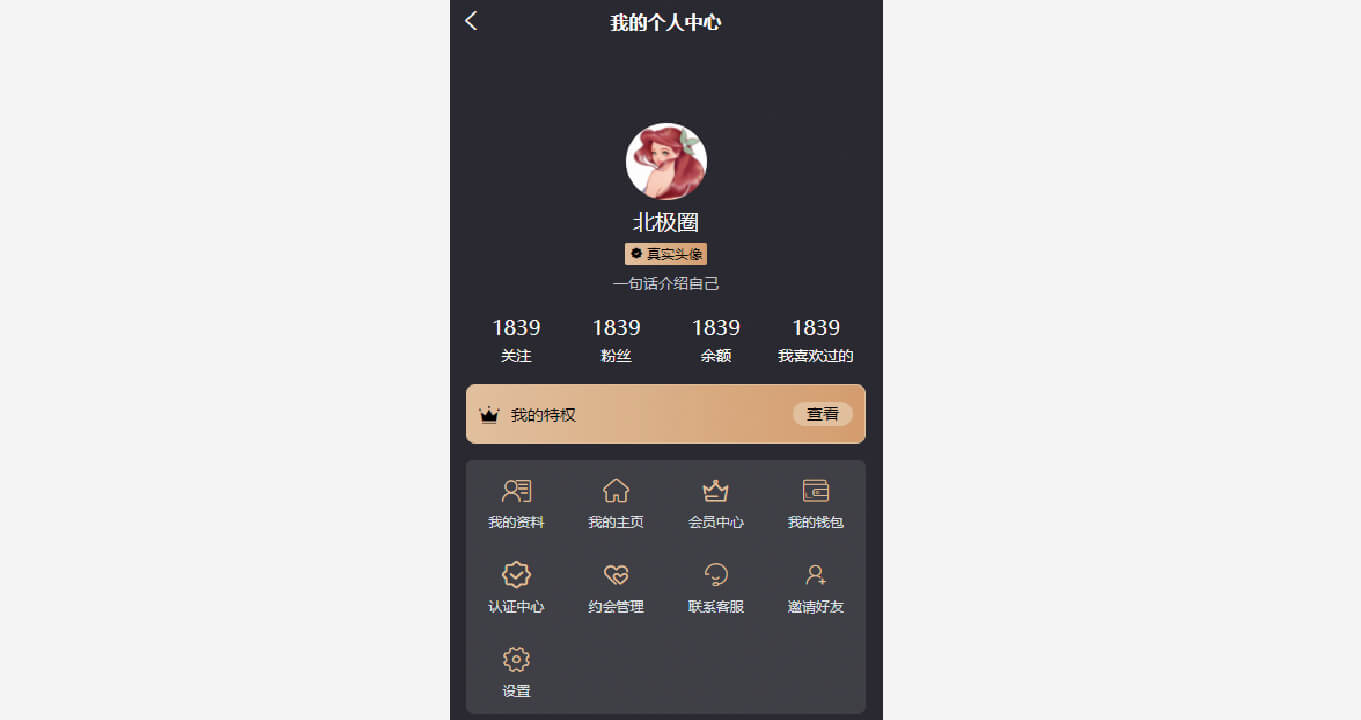 我的个人中心
北极圈
真实头像
一句话介绍自己
1839 1839 1839 1839
关注 粉丝 余额 我喜欢过的
我的特权 查看
我的资料 我的主页 会员中心 我的钱包
认证中心 约会管理 联系客服 邀请好友
设置